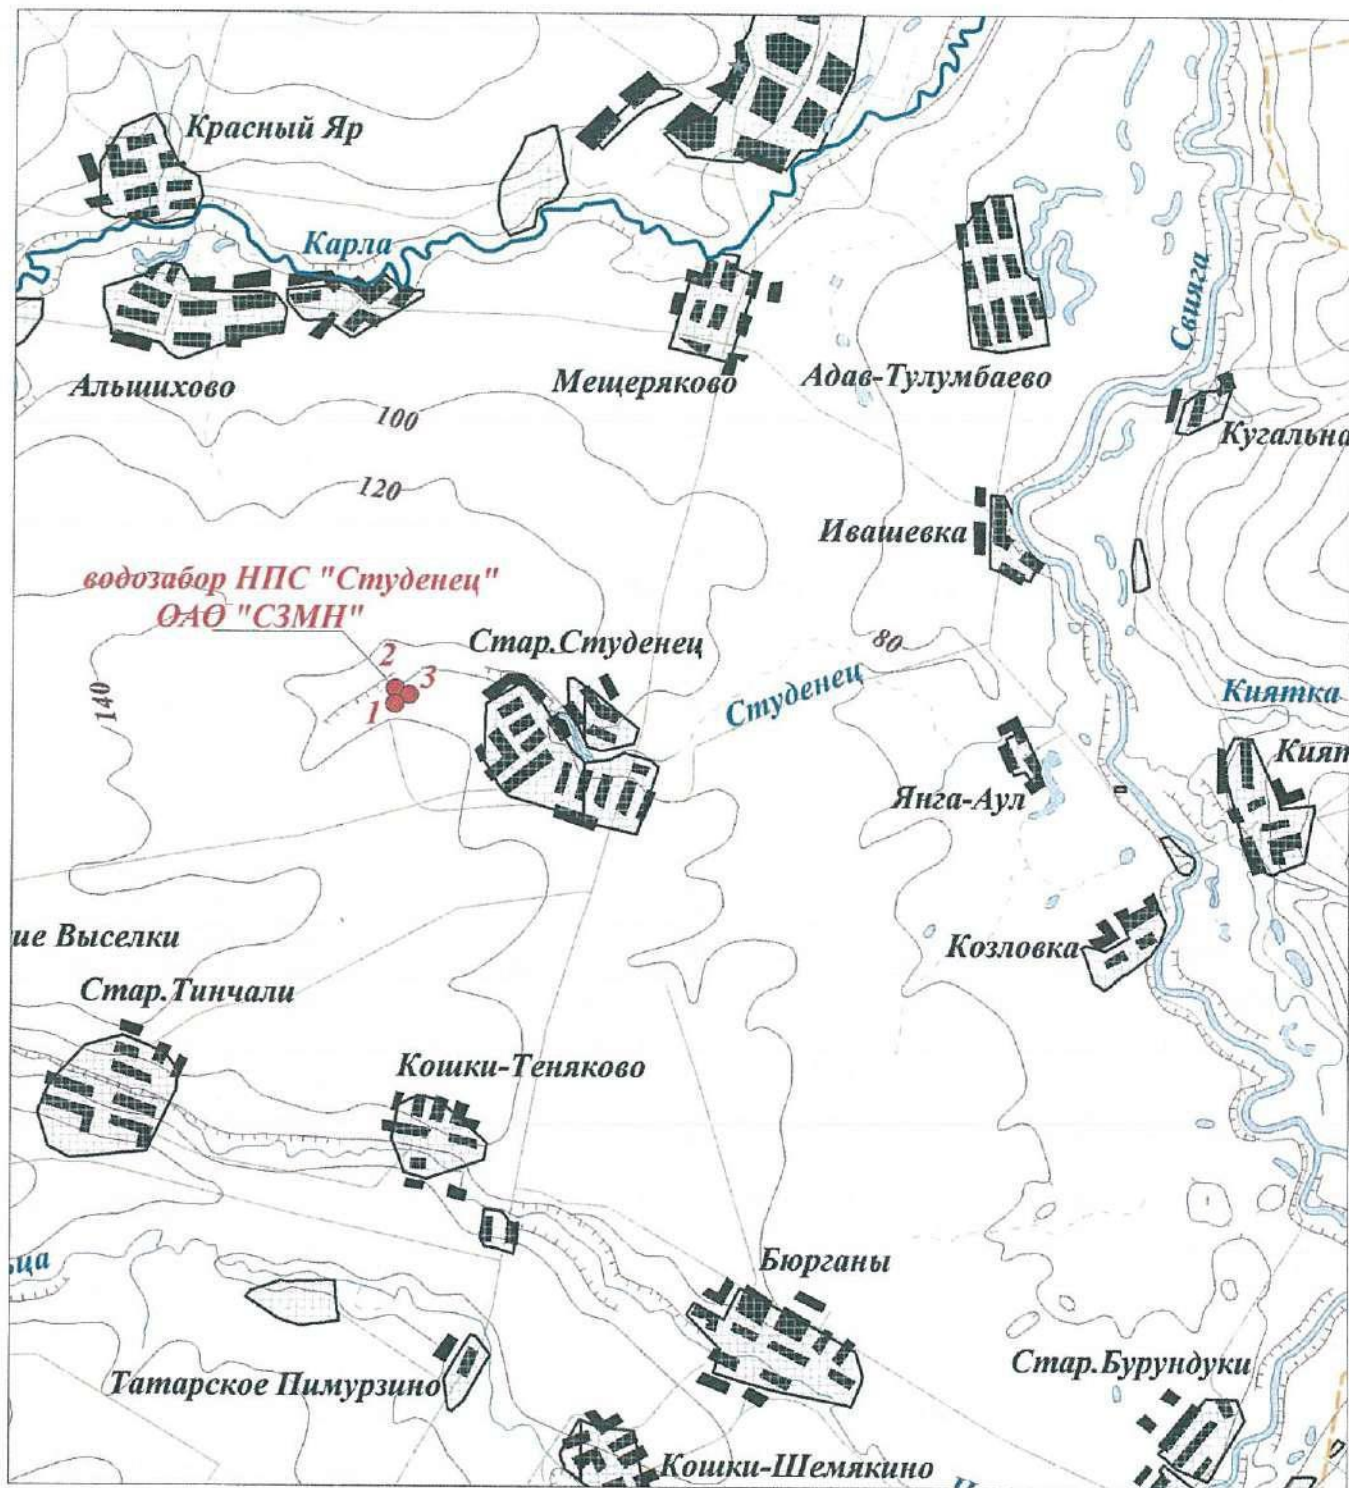 Красный Яр
Карла
Свияга
Альшихово
Мещеряково
Адав-Тулумбаево
100
Кугальна
120
Ивашевка
водозабор НПС "Студенец"
ОАО "СЗМН"
Стар.Студенец
80
2
3
1
140
Студенец
Киятка
Кият
Янга-Аул
ие Выселки
Козловка
Стар.Тинчали
Кошки-Теняково
ьца
Бюрганы
Стар.Бурундуки
Татарское Пимурзино
Кошки-Шемякино